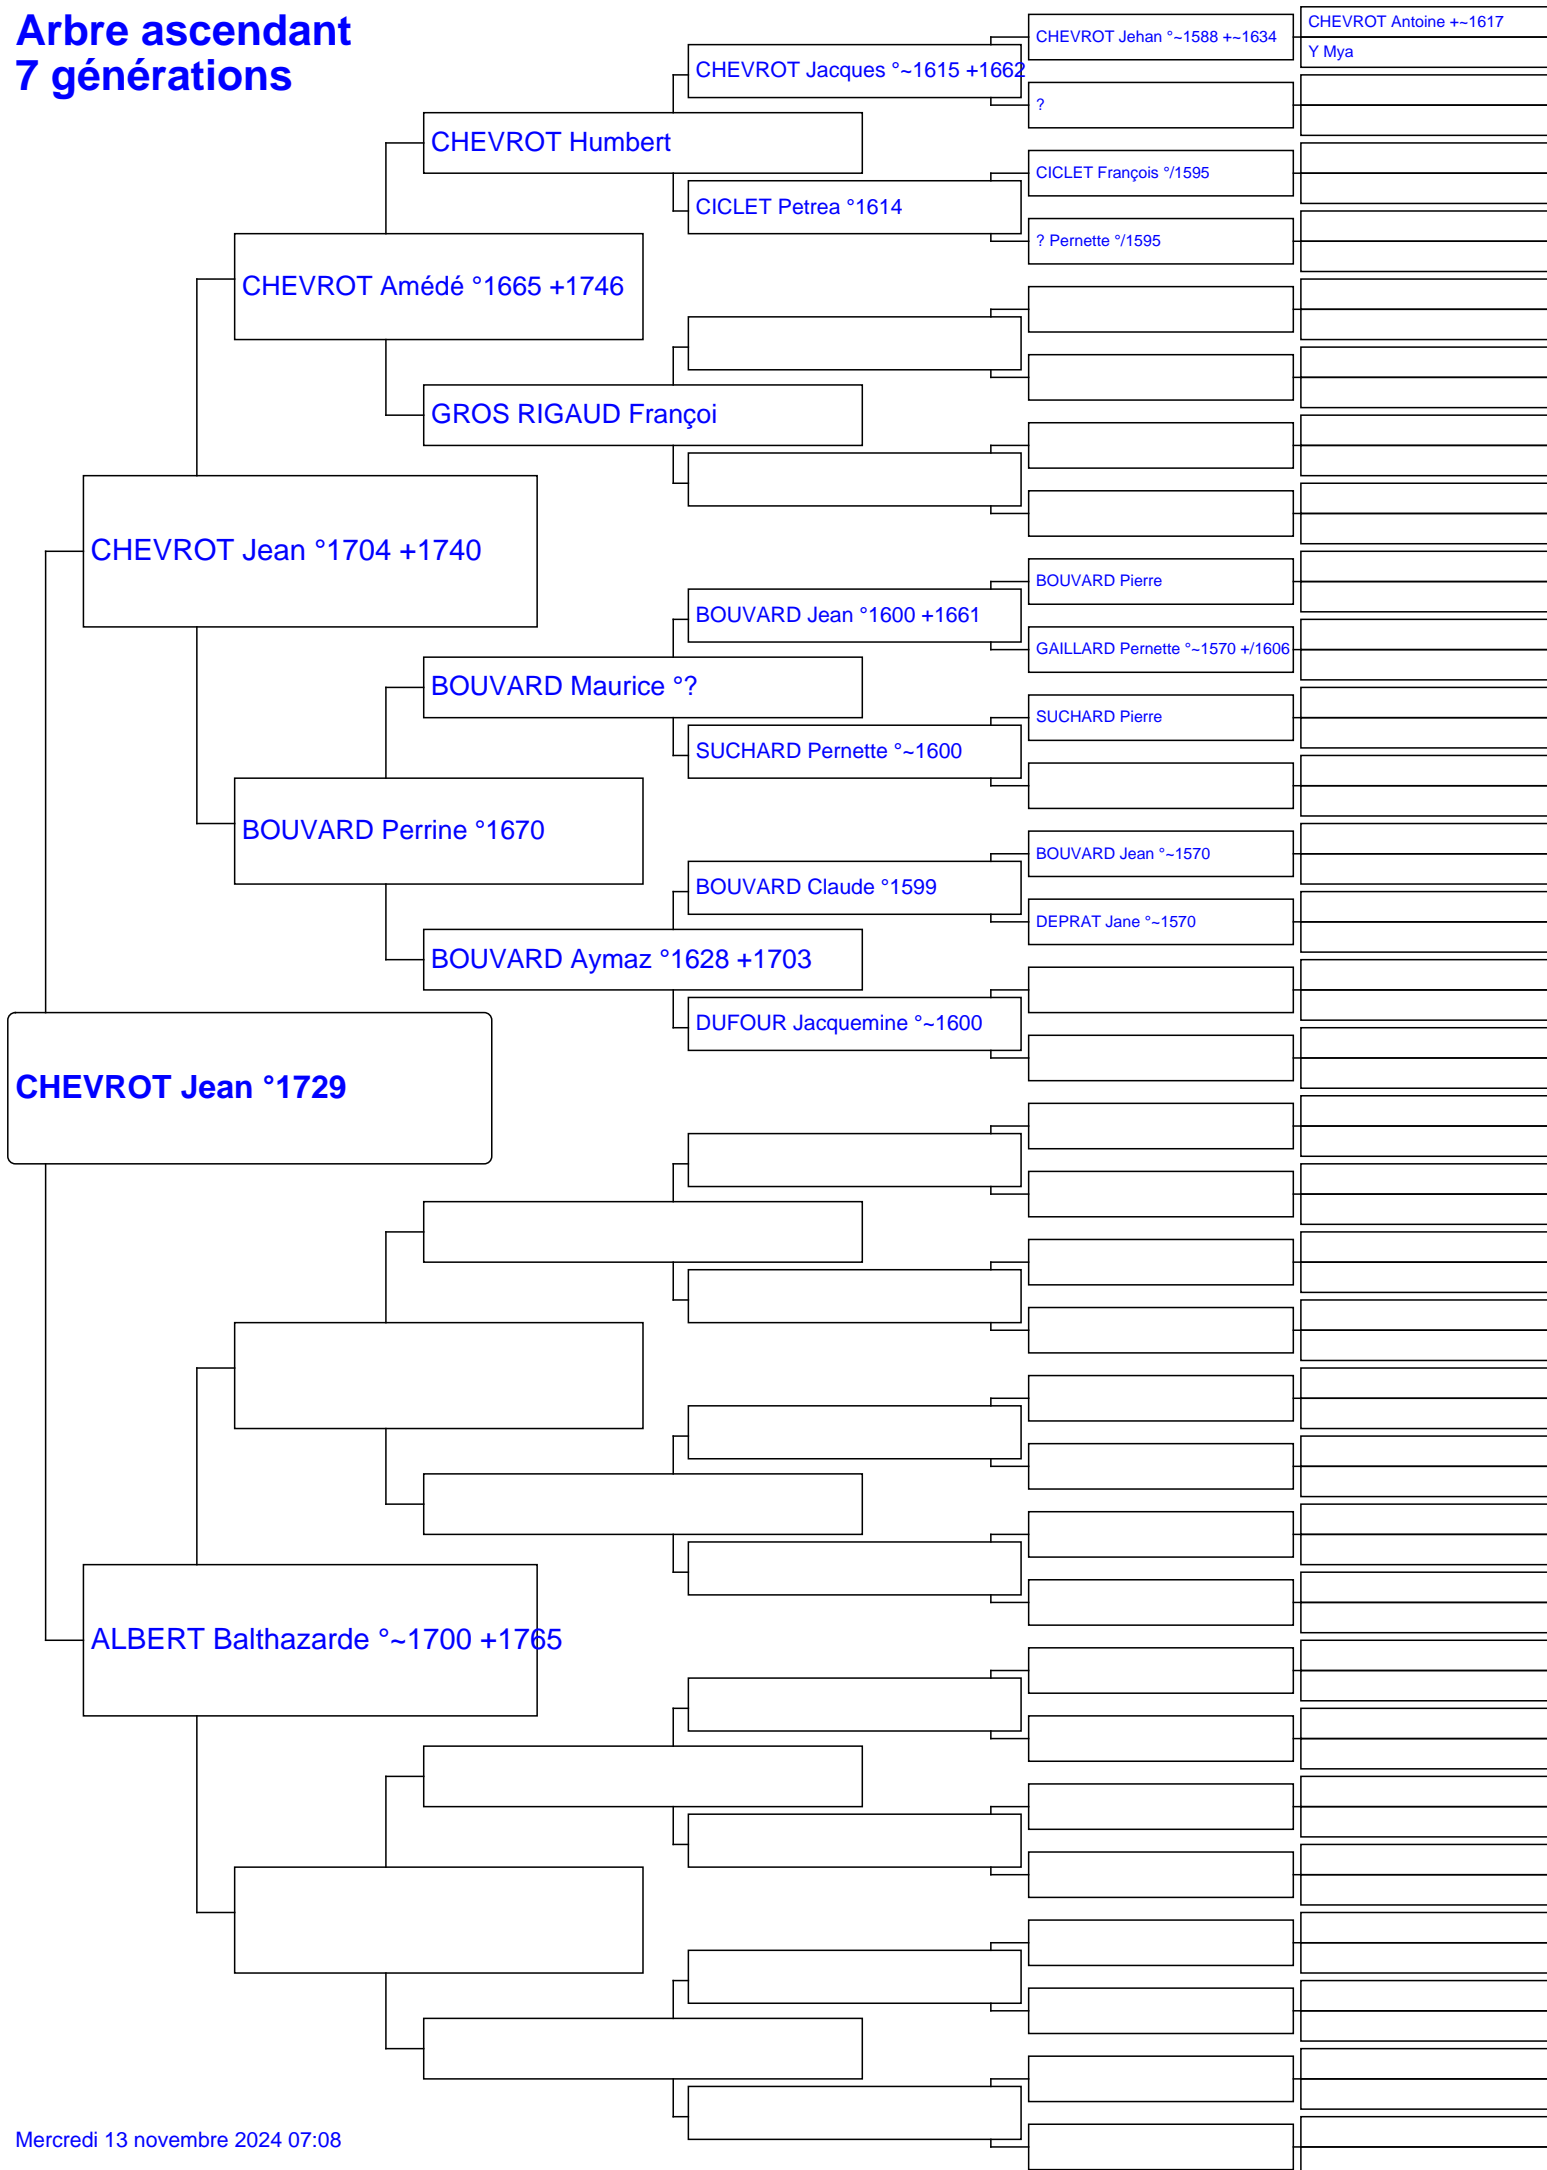 Arbre ascendant
7 générations
CHEVROT Antoine +~1617
Y Mya
CHEVROT Jehan °~1588 +~1634
CHEVROT Jacques °~1615 +1662
?
CHEVROT Humbert
CICLET François °/1595
CICLET Petrea °1614
? Pernette °/1595
CHEVROT Amédé °1665 +1746
GROS RIGAUD Françoi
CHEVROT Jean °1704 +1740
BOUVARD Pierre
BOUVARD Jean °1600 +1661
GAILLARD Pernette °~1570 +/1606
BOUVARD Maurice °?
SUCHARD Pierre
SUCHARD Pernette °~1600
BOUVARD Perrine °1670
BOUVARD Jean °~1570
BOUVARD Claude °1599
DEPRAT Jane °~1570
BOUVARD Aymaz °1628 +1703
DUFOUR Jacquemine °~1600
CHEVROT Jean °1729
ALBERT Balthazarde °~1700 +1765
Mercredi 13 novembre 2024 07:08